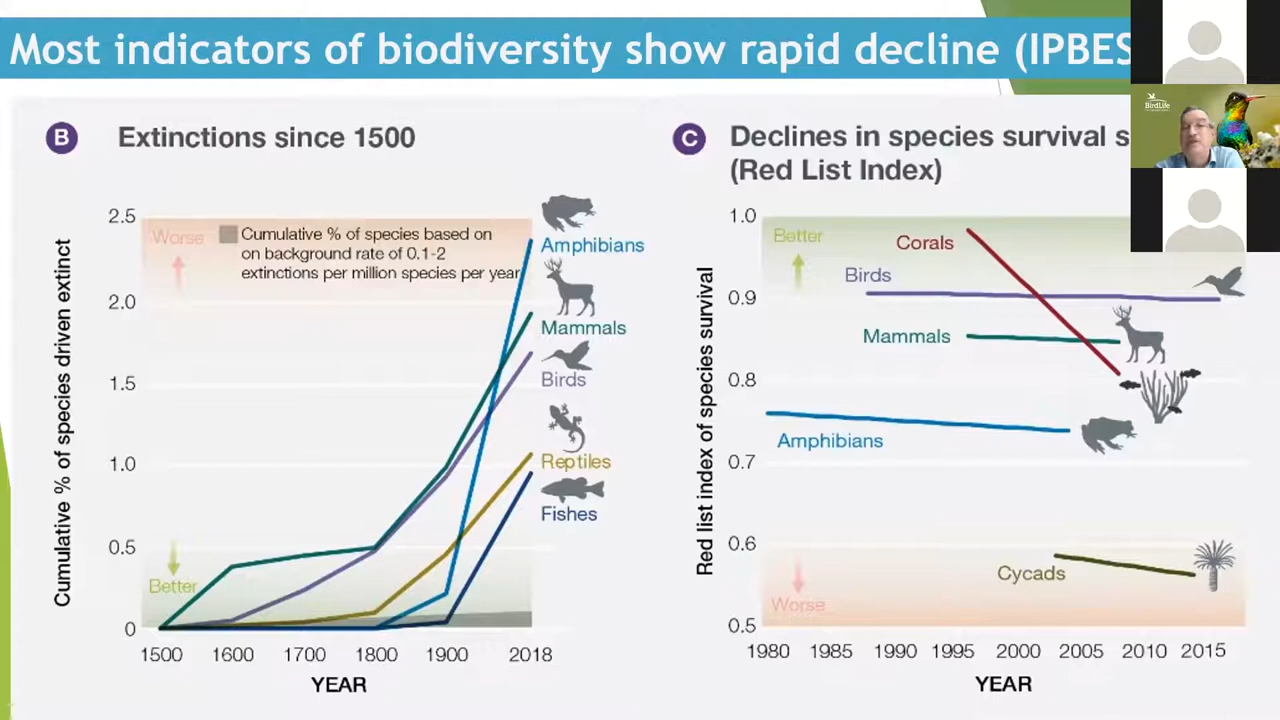 Most indicators of biodiversity show rapid decline (IPBES
BirdLife
B
Extinctions since 1500
Cumulative % of species driven extinct
2.5
2.0
1.5
1.0
0.5
0
Worse
Cumulative % of species based on
on background rate of 0.1-2
extinctions per million species per year
Better
Amphibians
Mammals
Birds
Reptiles
Fishes
1500 1600 1700 1800 1900 2018
YEAR
C
Declines in species survival s
(Red List Index)
Red list index of species survival
1.0
0.9
0.8
0.7
0.6
0.5
Better
Corals
Birds
Mammals
Amphibians
Cycads
Worse
1980 1985 1990 1995 2000 2005 2010 2015
YEAR